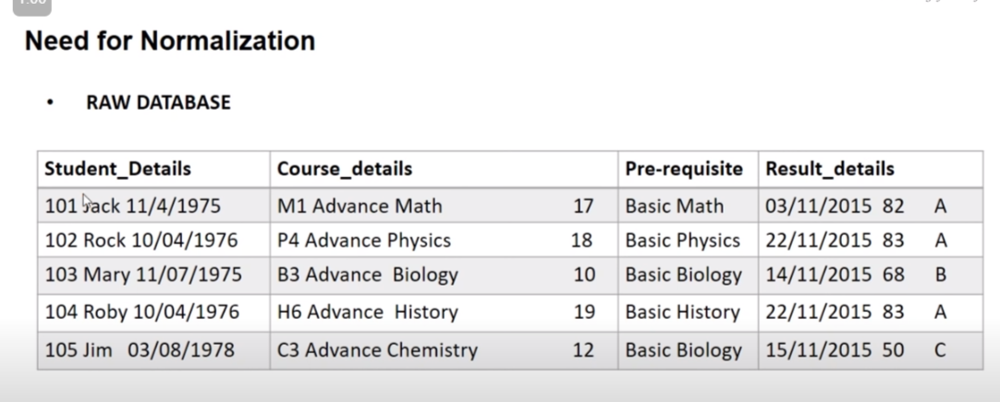 Need for Normalization
• RAW DATABASE
Student_Details Course_details Pre-requisite Result_details
101 Jack 11/4/1975 M1 Advance Math 17 Basic Math 03/11/2015 82 A
102 Rock 10/04/1976 P4 Advance Physics 18 Basic Physics 22/11/2015 83 A
103 Mary 11/07/1975 B3 Advance Biology 10 Basic Biology 14/11/2015 68 B
104 Roby 10/04/1976 H6 Advance History 19 Basic History 22/11/2015 83 A
105 Jim 03/08/1978 C3 Advance Chemistry 12 Basic Biology 15/11/2015 50 C